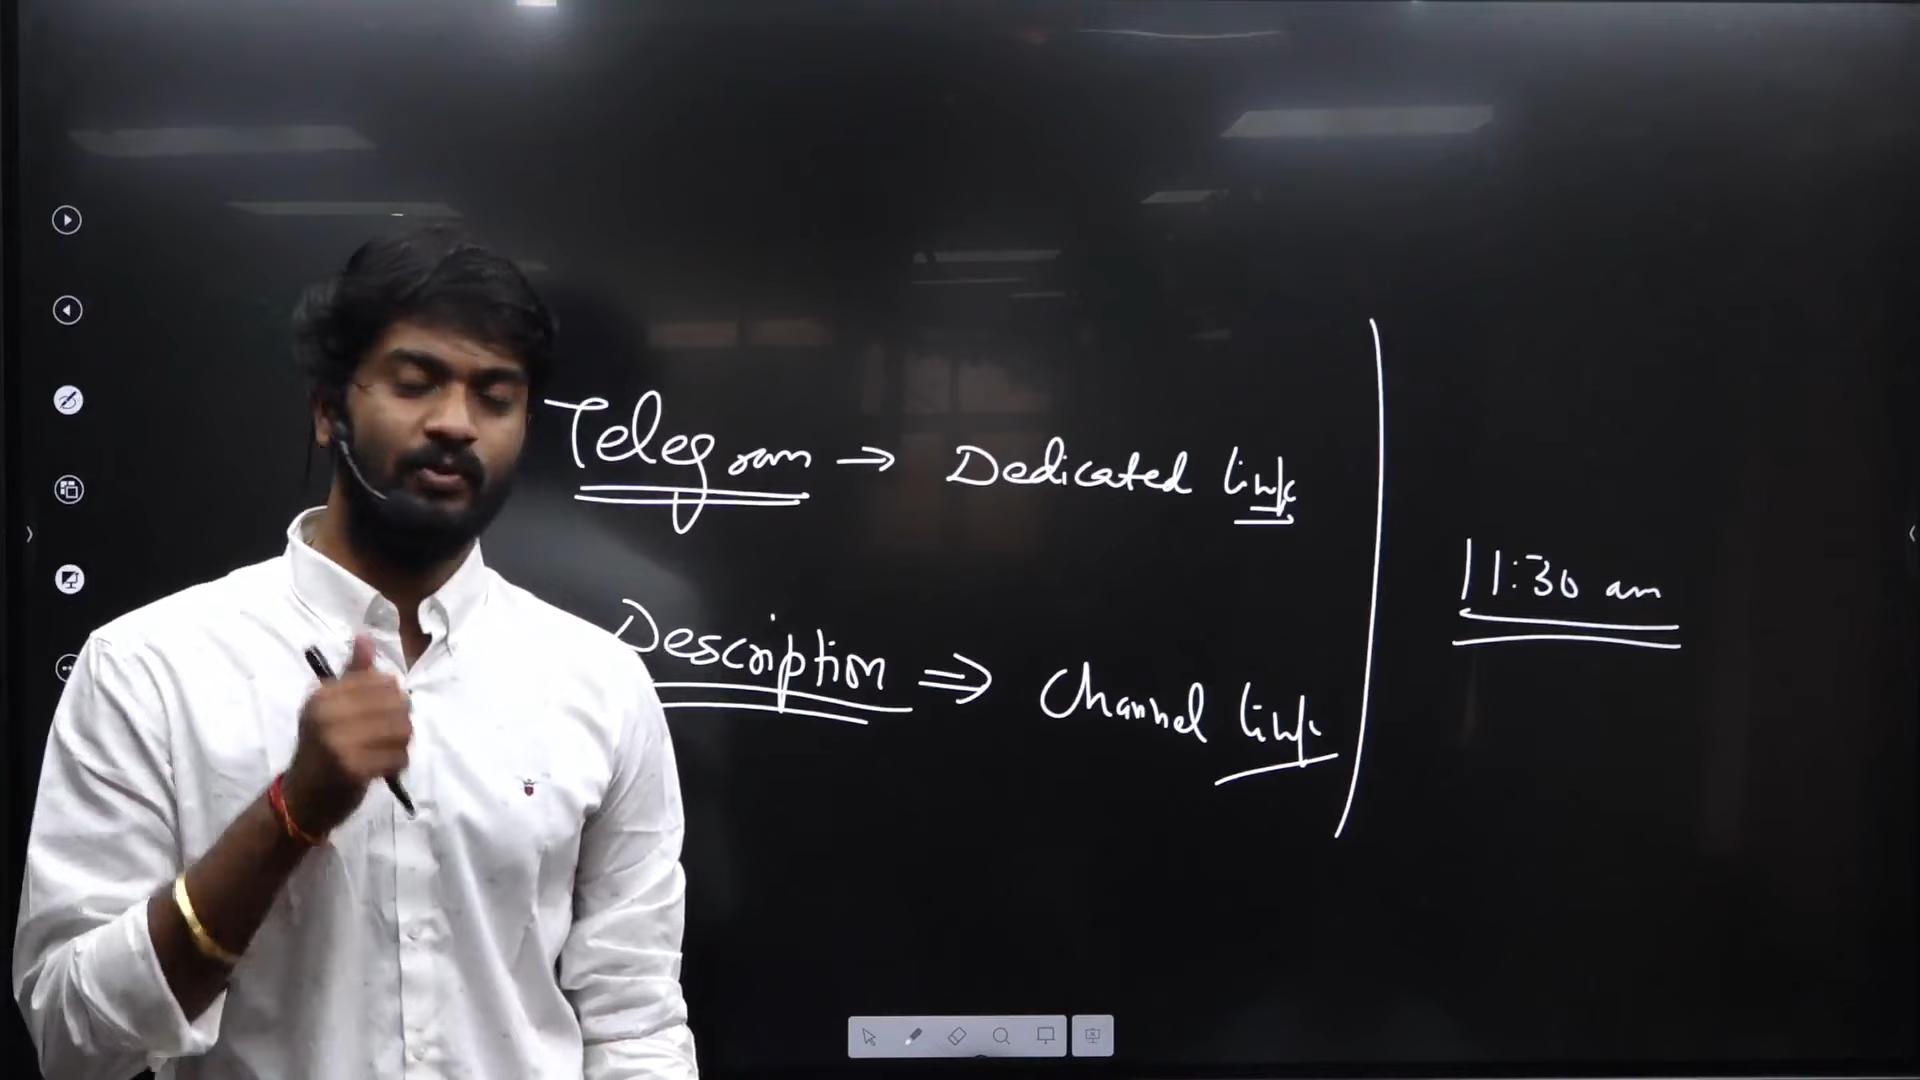 Telegram → Dedicated link
Description ⇒ Channel link
11:30 am